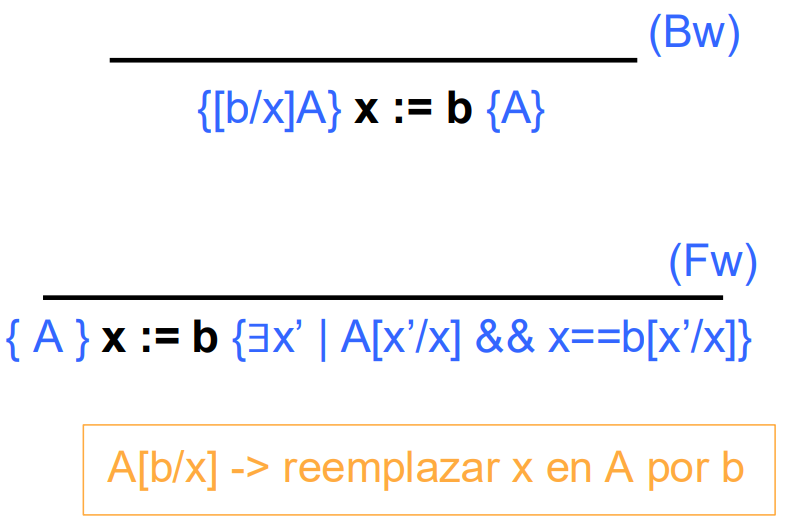 (Bw)
{[b/x]A} x := b {A}
(Fw)
{ A } x := b {∃x’ | A[x’/x] && x==b[x’/x]}
A[b/x] -> reemplazar x en A por b